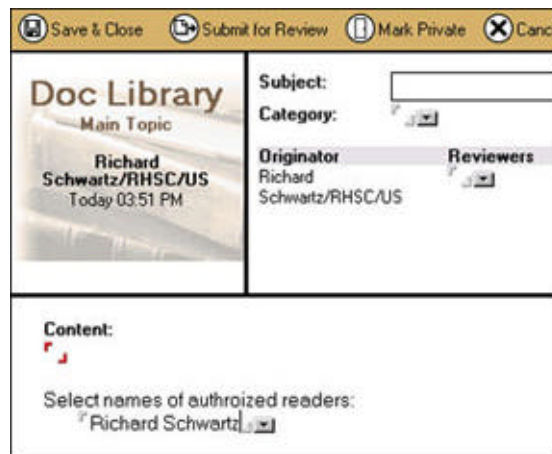 Save & Close Submit for Review Mark Private Canc
Doc Library
Main Topic
Richard
Schwartz/RHSC/US
Today 03:51 PM
Subject:
Category:
Originator Reviewers
Richard
Schwartz/RHSC/US
Content:
Select names of authroized readers:
Richard Schwartz